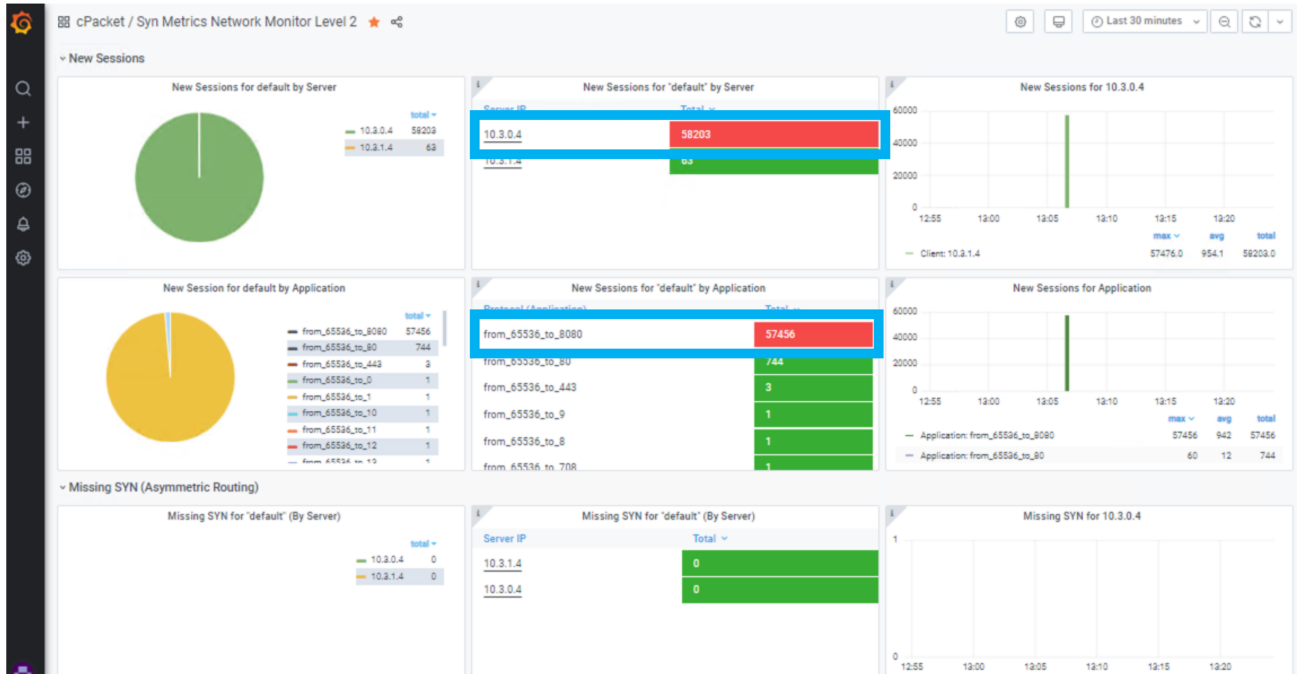 cPacket / Syn Metrics Network Monitor Level 2
Last 30 minutes
New Sessions
New Sessions for default by Server
total
10.3.0.4 58203
10.3.1.4 63
New Sessions for "default" by Server
Server IP Total
10.3.0.4 58203
10.3.1.4 63
New Sessions for 10.3.0.4
60000
40000
20000
0
12:55 13:00 13:05 13:10 13:15 13:20
max avg total
Client: 10.3.1.4 57476.0 954.1 58203.0
New Session for default by Application
total
from_65536_to_8080 57456
from_65536_to_80 744
from_65536_to_443 3
from_65536_to_0 1
from_65536_to_1 1
from_65536_to_10 1
from_65536_to_11 1
from_65536_to_12 1
from_65536_to_13 1
New Sessions for "default" by Application
Protocol (Application) Total
from_65536_to_8080 57456
from_65536_to_80 744
from_65536_to_443 3
from_65536_to_9 1
from_65536_to_8 1
from_65536_to_708 1
New Sessions for Application
60000
40000
20000
0
12:55 13:00 13:05 13:10 13:15 13:20
max avg total
Application: from_65536_to_8080 57456 942 57456
Application: from_65536_to_80 60 12 744
Missing SYN (Asymmetric Routing)
Missing SYN for "default" (By Server)
total
10.3.0.4 0
10.3.1.4 0
Missing SYN for "default" (By Server)
Server IP Total
10.3.1.4 0
10.3.0.4 0
Missing SYN for 10.3.0.4
1
0
12:55 13:00 13:05 13:10 13:15 13:20